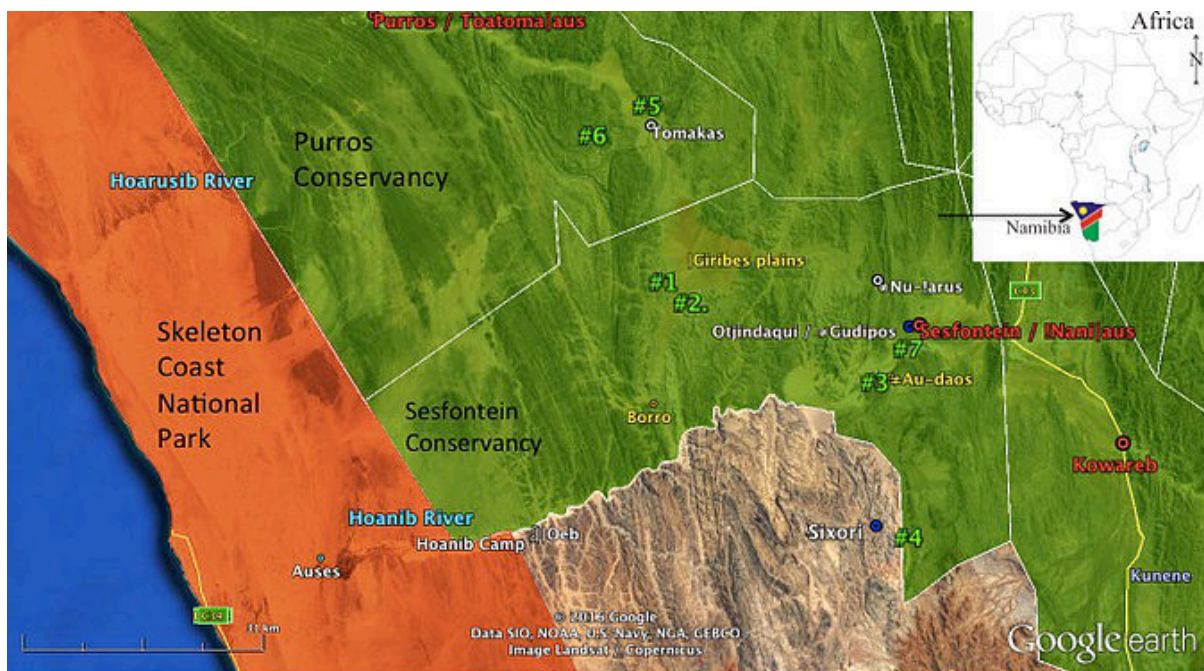 Purros / Toatomajaus
Africa
N
#5
Tomakas
#6
Purros
Conservancy
Hoarusib River
Namibia
Giribes plains
#1
#2.
Nu-!arus
Otjindaqui / ǂGudipos
Sesfontein / !Nani|aus
#7
#3
ǂAu-daos
Skeleton
Coast
National
Park
Sesfontein
Conservancy
Borro
Kowareb
Hoanib River
Hoanib Camp
Oeb
Sixori
#4
Auses
Kunene
© 2016 Google
Data SIO, NOAA, U.S. Navy, NGA, GEBCO
Image Landsat / Copernicus
Google earth